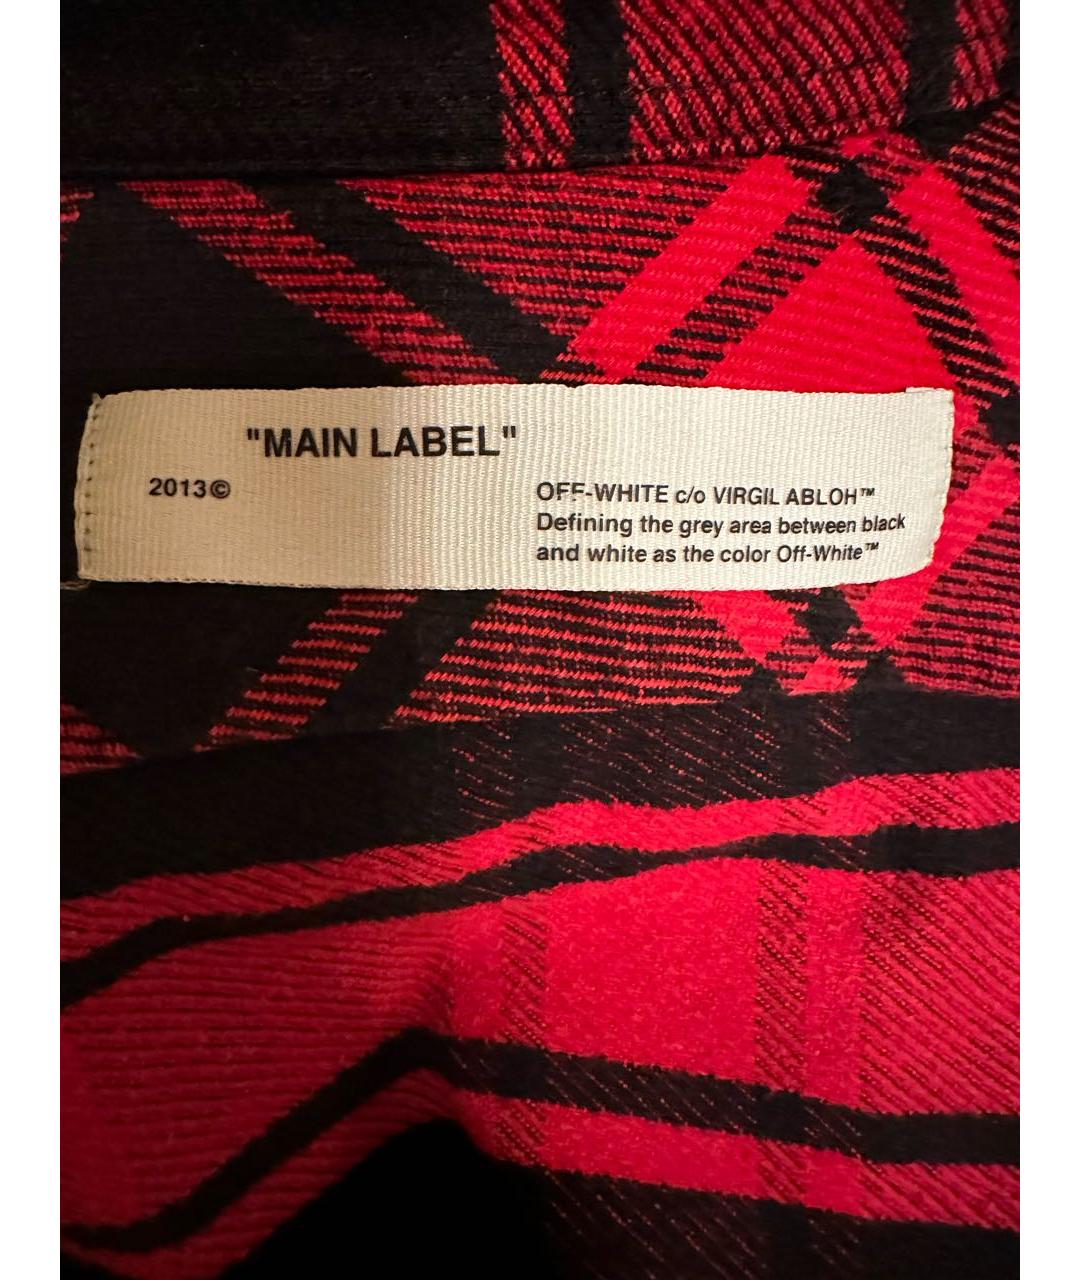 "MAIN LABEL"
2013©
OFF-WHITE c/o VIRGIL ABLOH™
Defining the grey area between black
and white as the color Off-White™